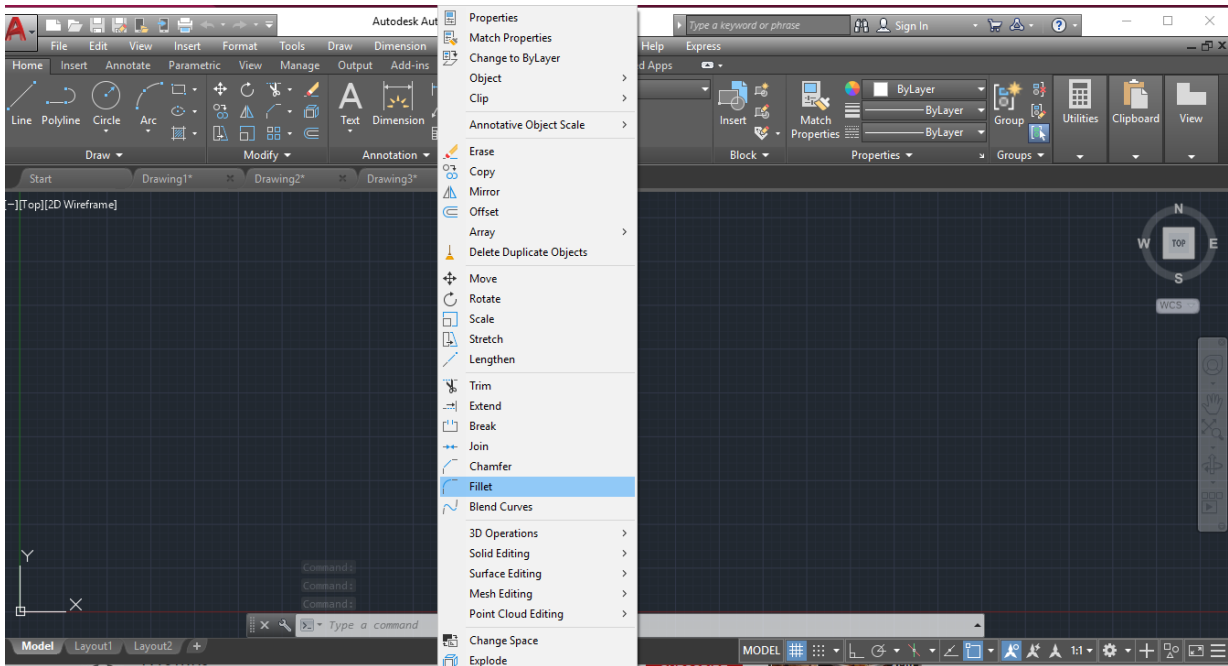 Autodesk Aut
Type a keyword or phrase
Sign In
File Edit View Insert Format Tools Draw Dimension
Help Express
Home Insert Annotate Parametric View Manage Output Add-ins
d Apps
Line Polyline Circle Arc
Text Dimension
Insert
Match Properties
ByLayer
ByLayer
ByLayer
Group
Utilities Clipboard View
Draw
Modify
Annotation
Block
Properties
Groups
Start Drawing1* Drawing2* Drawing3*
[−][Top][2D Wireframe]
Properties
Match Properties
Change to ByLayer
Object
Clip
Annotative Object Scale
Erase
Copy
Mirror
Offset
Array
Delete Duplicate Objects
Move
Rotate
Scale
Stretch
Lengthen
Trim
Extend
Break
Join
Chamfer
Fillet
Blend Curves
3D Operations
Solid Editing
Surface Editing
Mesh Editing
Point Cloud Editing
Change Space
Explode
N
W TOP E
S
WCS
Y
X
Command:
Command:
Command:
Type a command
Model Layout1 Layout2 +
MODEL
1:1